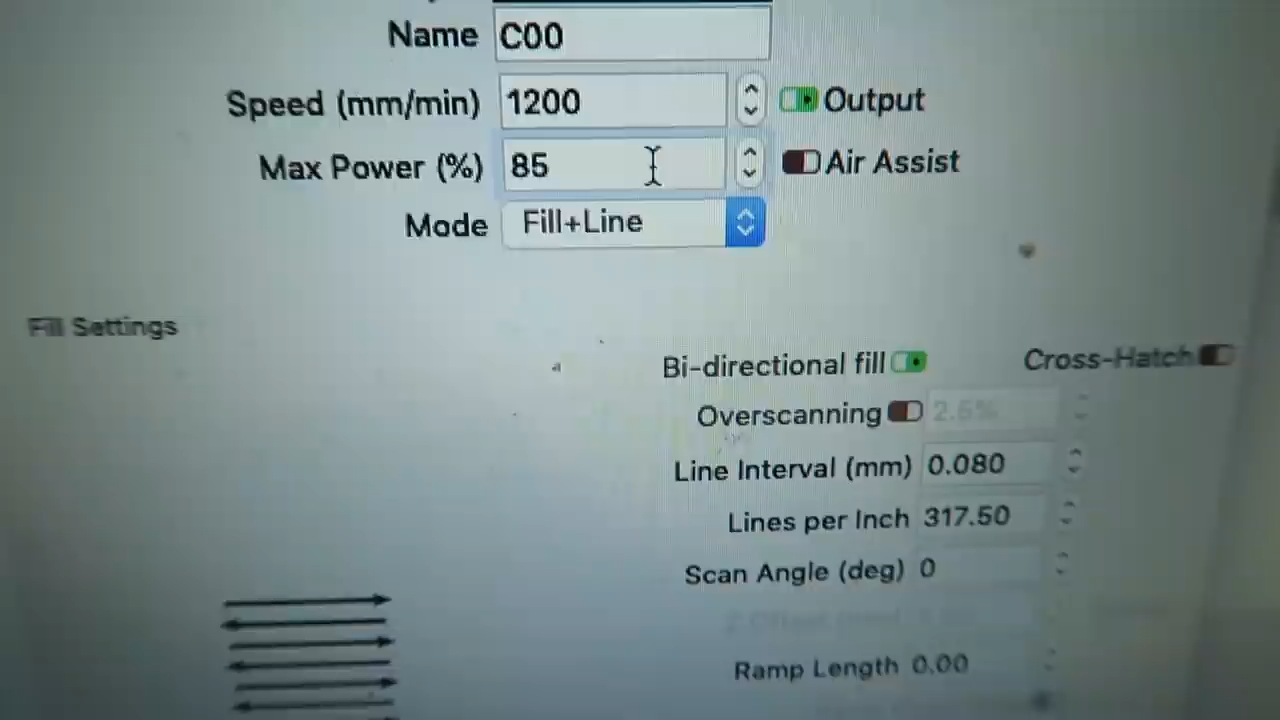 Name C00
Speed (mm/min) 1200 Output
Max Power (%) 85 Air Assist
Mode Fill+Line
Fill Settings
Bi-directional fill Cross-Hatch
Overscanning 2.5%
Line Interval (mm) 0.080
Lines per Inch 317.50
Scan Angle (deg) 0
Ramp Length 0.00